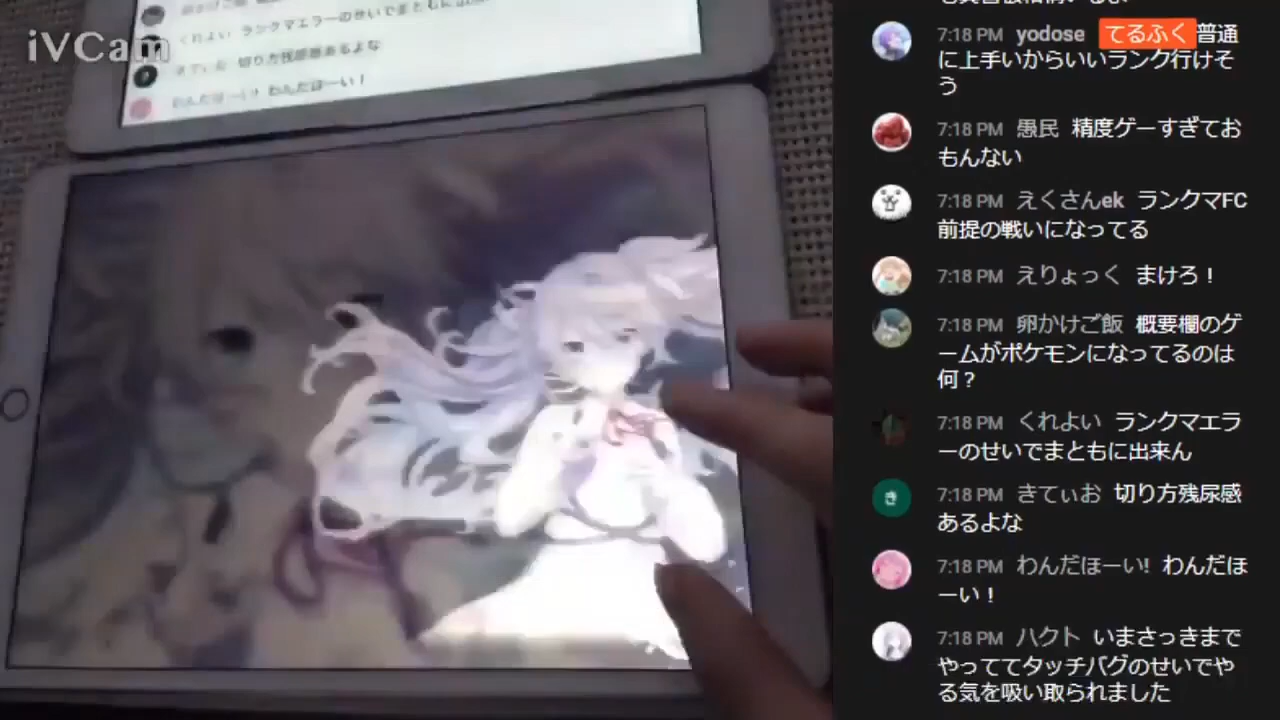 iVCam
くれよい ランクマエラーのせいでまともに出
きてぃお 切り方残尿感あるよな
わんだほーい! わんだほーい！
7:18 PM yodose てるふく 普通
に上手いからいいランク行けそ
う
7:18 PM 愚民 精度ゲーすぎてお
もんない
7:18 PM えくさんek ランクマFC
前提の戦いになってる
7:18 PM えりょっく まけろ！
7:18 PM 卵かけご飯 概要欄のゲ
ームがポケモンになってるのは
何？
7:18 PM くれよい ランクマエラ
ーのせいでまともに出来ん
き
7:18 PM きてぃお 切り方残尿感
あるよな
7:18 PM わんだほーい! わんだほ
ーい！
7:18 PM ハクト いまさっきまで
やっててタッチバグのせいでや
る気を吸い取られました